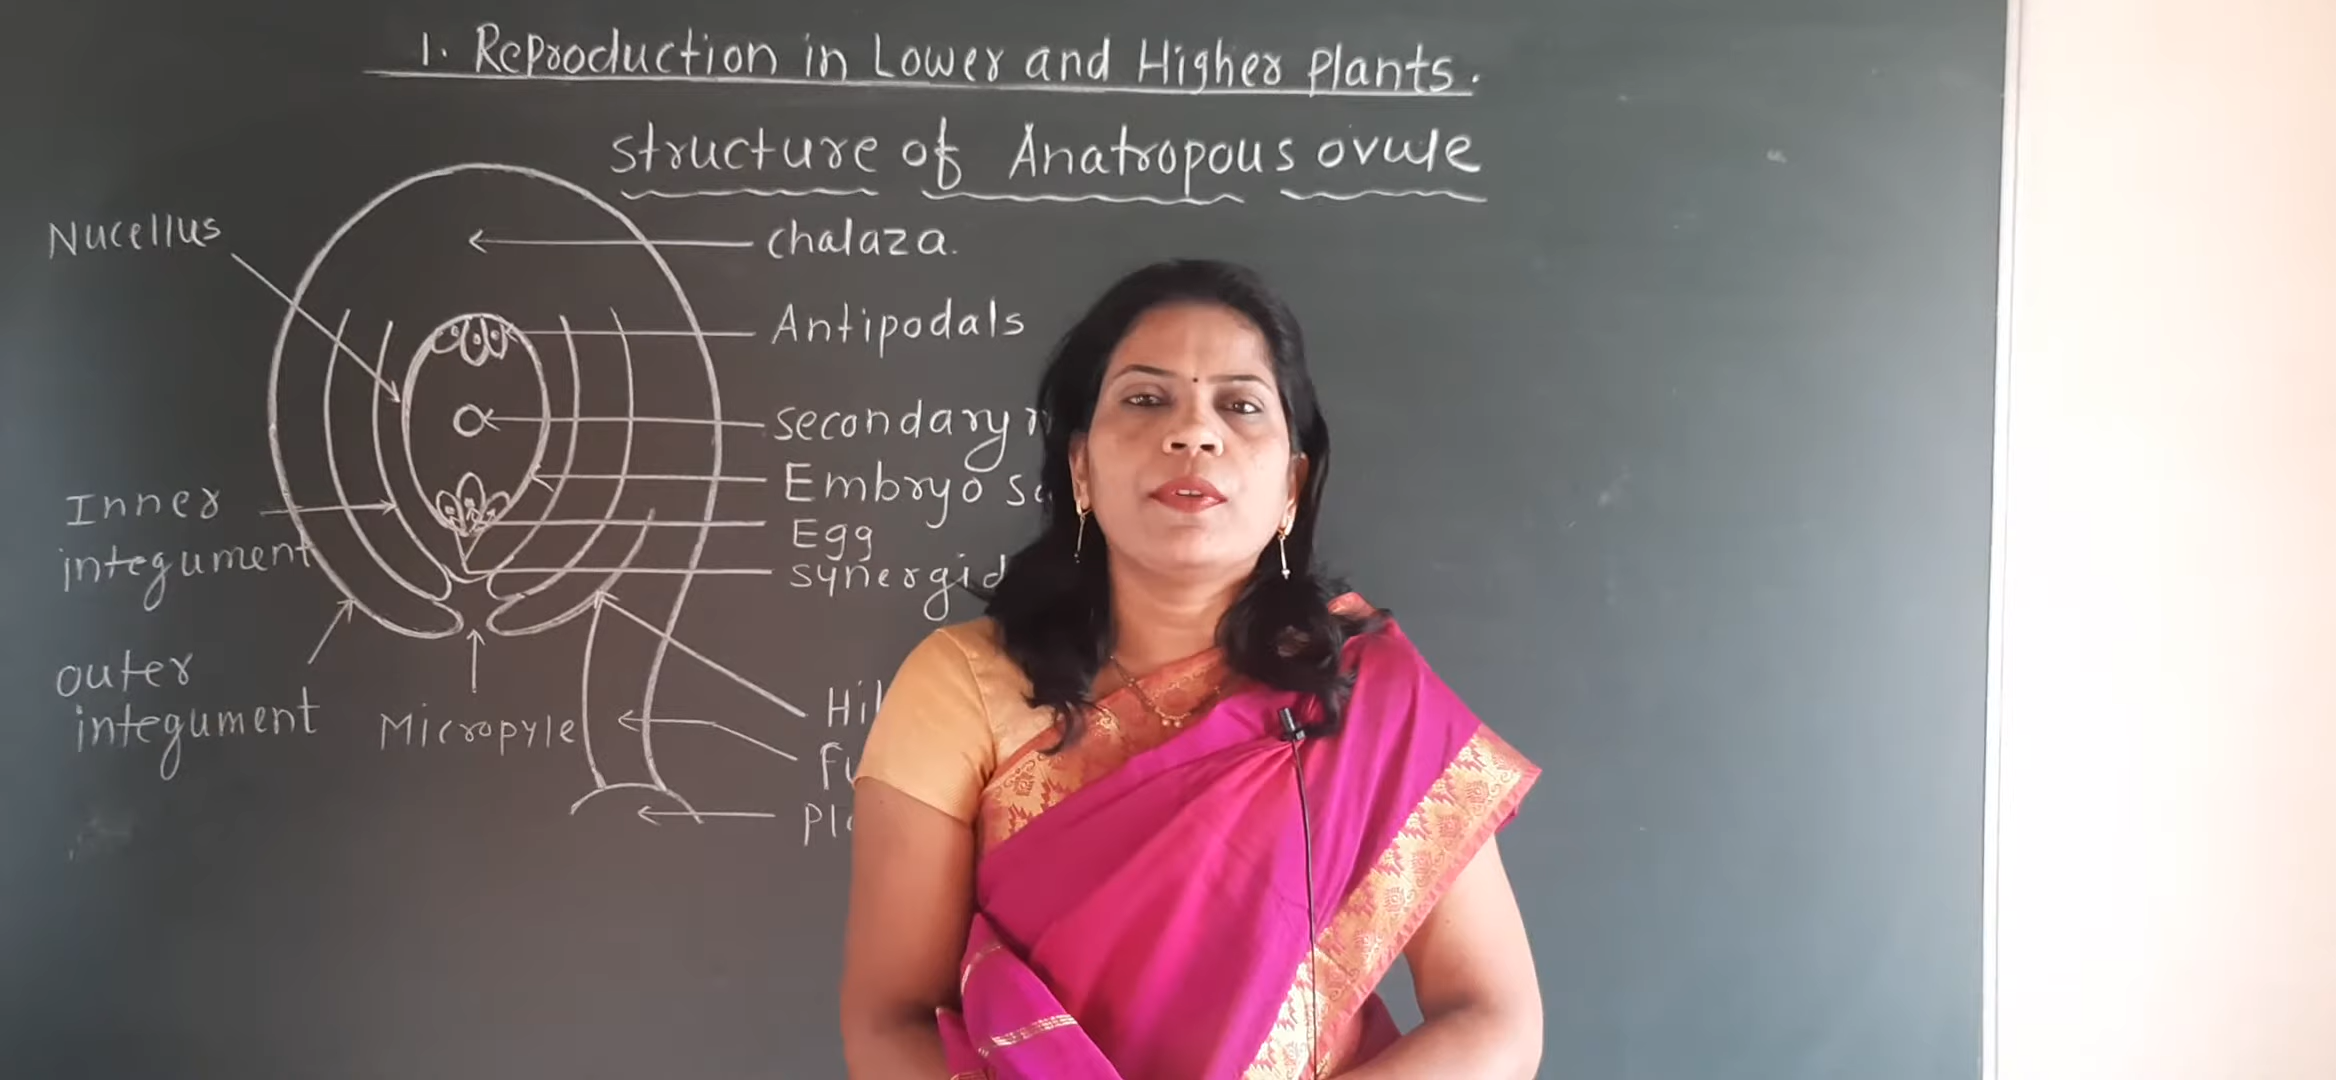 1. Reproduction in Lower and Higher Plants.
structure of Anatropous ovule
Nucellus
chalaza.
Antipodals
secondary
Embryo
Inner
integument
Egg
synergid
outer
integument
Micropyle